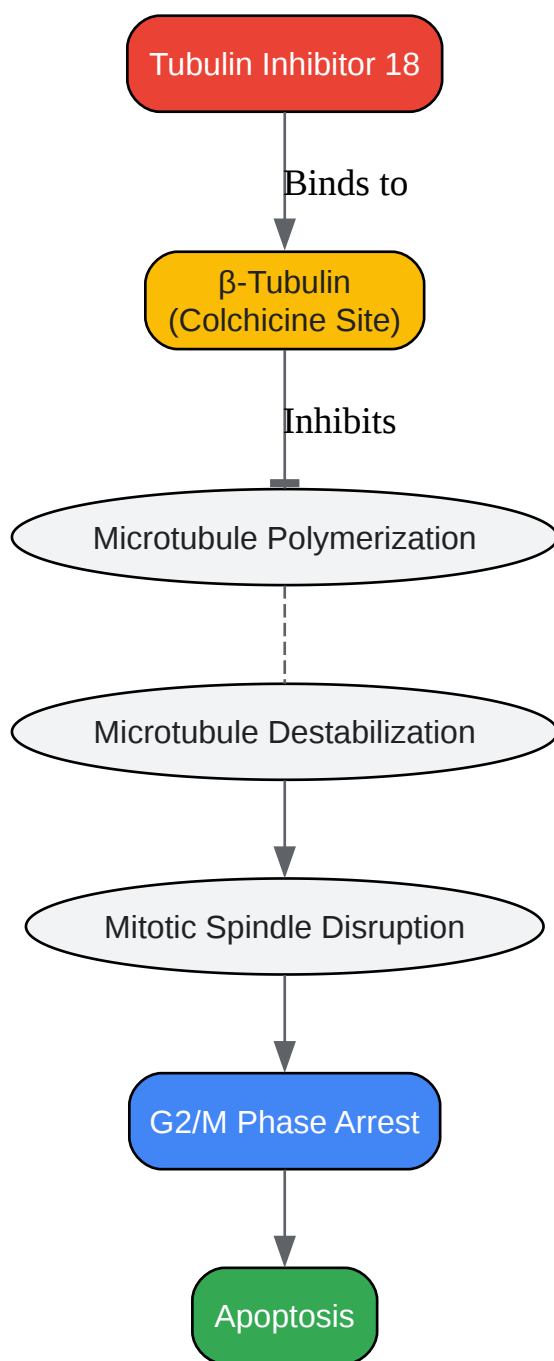 Tubulin Inhibitor 18
Binds to
β-Tubulin
(Colchicine Site)
Inhibits
Microtubule Polymerization
Microtubule Destabilization
Mitotic Spindle Disruption
G2/M Phase Arrest
Apoptosis